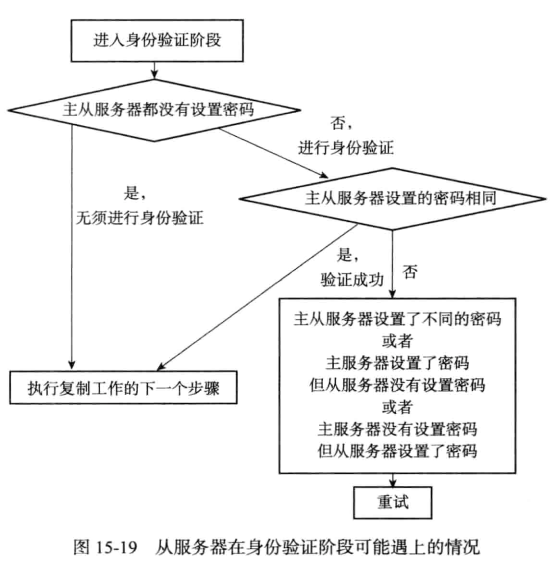 进入身份验证阶段
主从服务器都没有设置密码
否，
进行身份验证
主从服务器设置的密码相同
是，
无须进行身份验证
是，
验证成功
否
主从服务器设置了不同的密码
或者
主服务器设置了密码
但从服务器没有设置密码
或者
主服务器没有设置密码
但从服务器设置了密码
执行复制工作的下一个步骤
重试
图 15-19 从服务器在身份验证阶段可能遇上的情况